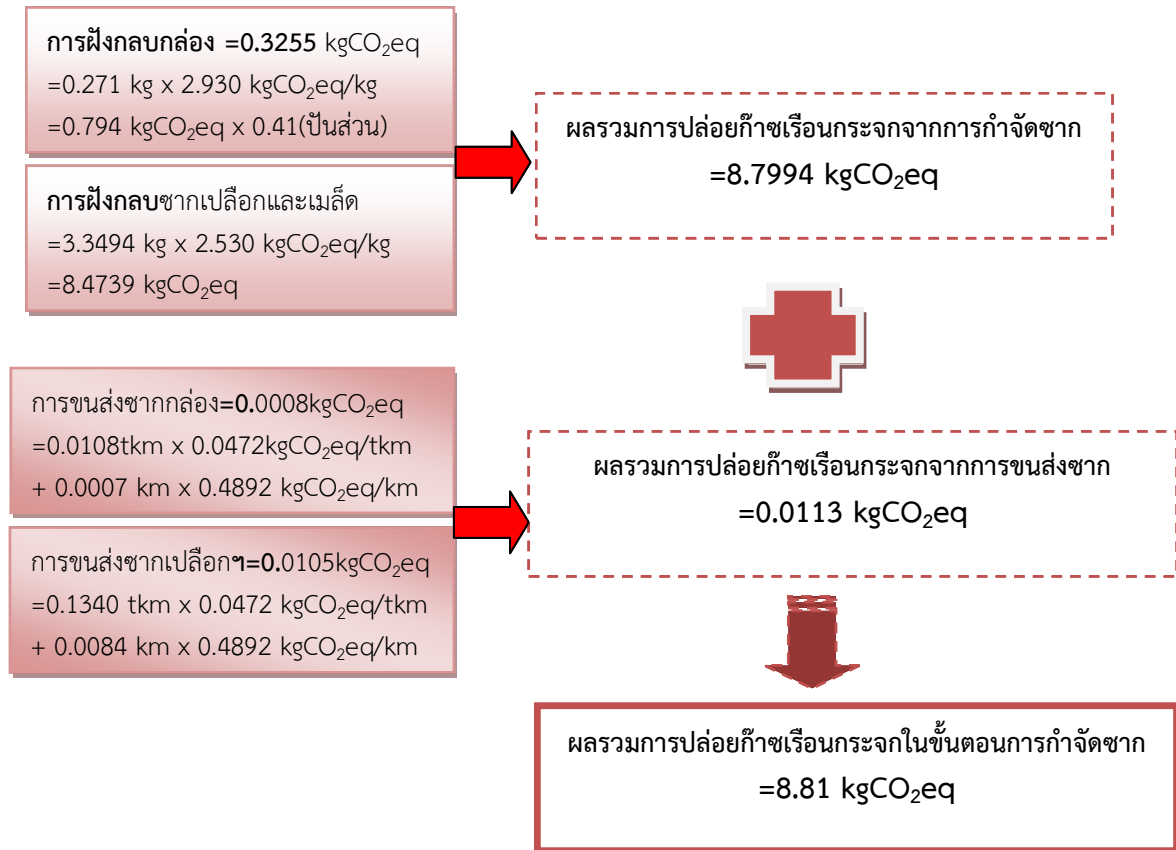 การฝังกลบกล่อง =0.3255 kgCO₂eq
=0.271 kg x 2.930 kgCO₂eq/kg
=0.794 kgCO₂eq x 0.41(ปันส่วน)
การฝังกลบซากเปลือกและเมล็ด
=3.3494 kg x 2.530 kgCO₂eq/kg
=8.4739 kgCO₂eq
ผลรวมการปล่อยก๊าซเรือนกระจกจากการกำจัดซาก
=8.7994 kgCO₂eq
การขนส่งซากกล่อง=0.0008kgCO₂eq
=0.0108tkm x 0.0472kgCO₂eq/tkm
+ 0.0007 km x 0.4892 kgCO₂eq/km
การขนส่งซากเปลือกฯ=0.0105kgCO₂eq
=0.1340 tkm x 0.0472 kgCO₂eq/tkm
+ 0.0084 km x 0.4892 kgCO₂eq/km
ผลรวมการปล่อยก๊าซเรือนกระจกจากการขนส่งซาก
=0.0113 kgCO₂eq
ผลรวมการปล่อยก๊าซเรือนกระจกในขั้นตอนการกำจัดซาก
=8.81 kgCO₂eq